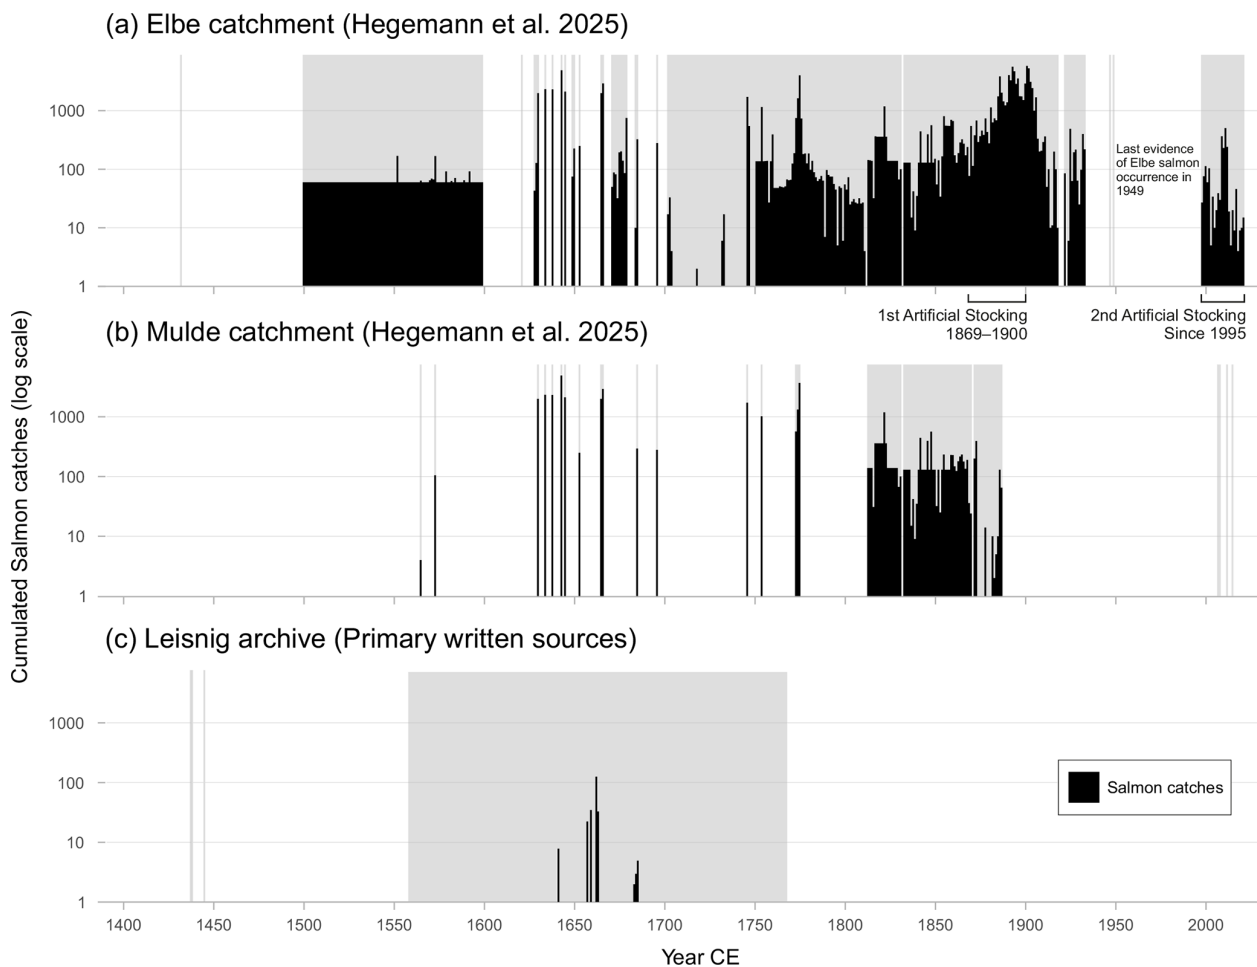 (a) Elbe catchment (Hegemann et al. 2025)
1000
100
10
1
Last evidence
of Elbe salmon
occurrence in
1949
1400
1450
1500
1550
1600
1650
1700
1750
1800
1850
1900
1950
2000
1st Artificial Stocking
1869–1900
2nd Artificial Stocking
Since 1995
(b) Mulde catchment (Hegemann et al. 2025)
1000
100
10
1
Cumulated Salmon catches (log scale)
(c) Leisnig archive (Primary written sources)
1000
100
10
1
Salmon catches
Year CE